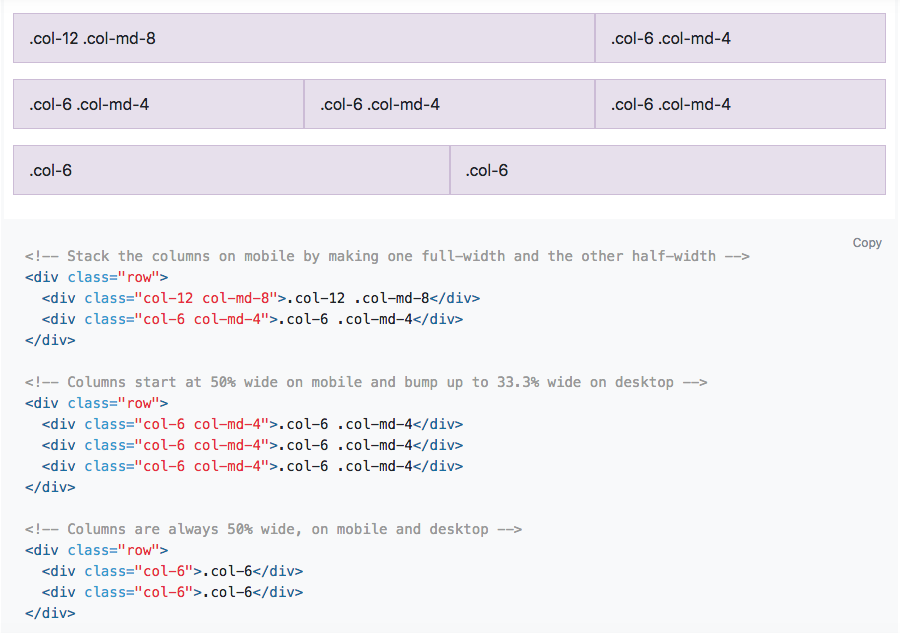 .col-12 .col-md-8 .col-6 .col-md-4
.col-6 .col-md-4 .col-6 .col-md-4 .col-6 .col-md-4
.col-6 .col-6
Copy
<!-- Stack the columns on mobile by making one full-width and the other half-width -->
<div class="row">
  <div class="col-12 col-md-8">.col-12 .col-md-8</div>
  <div class="col-6 col-md-4">.col-6 .col-md-4</div>
</div>
<!-- Columns start at 50% wide on mobile and bump up to 33.3% wide on desktop -->
<div class="row">
  <div class="col-6 col-md-4">.col-6 .col-md-4</div>
  <div class="col-6 col-md-4">.col-6 .col-md-4</div>
  <div class="col-6 col-md-4">.col-6 .col-md-4</div>
</div>
<!-- Columns are always 50% wide, on mobile and desktop -->
<div class="row">
  <div class="col-6">.col-6</div>
  <div class="col-6">.col-6</div>
</div>